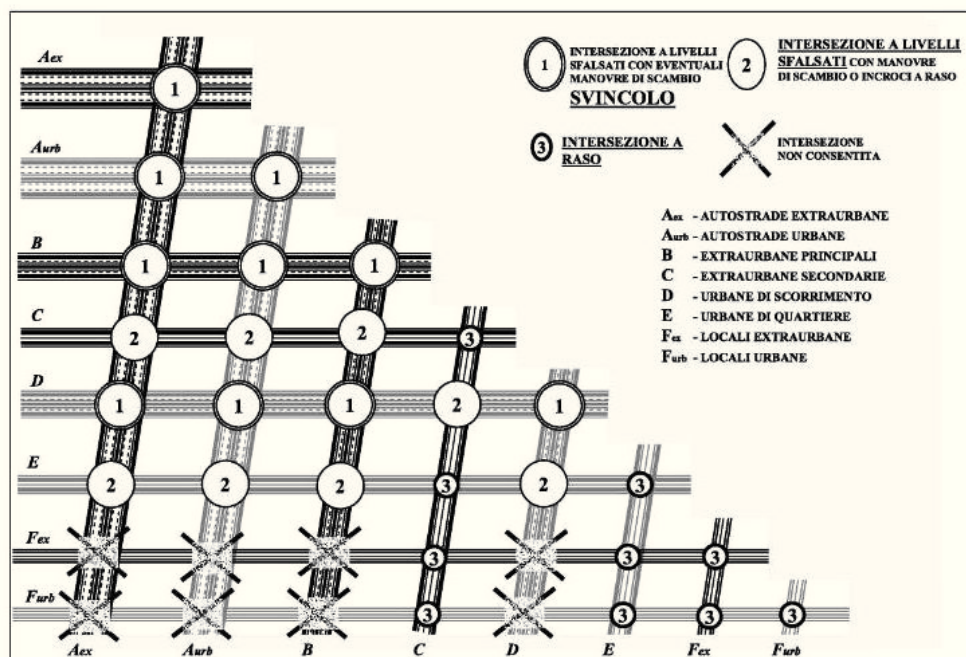 Aex
1
INTERSEZIONE A LIVELLI
SFALSATI CON EVENTUALI
MANOVRE DI SCAMBIO
SVINCOLO
1
2
INTERSEZIONE A LIVELLI
SFALSATI CON MANOVRE
DI SCAMBIO O INCROCI A RASO
3
INTERSEZIONE A
RASO
INTERSEZIONE
NON CONSENTITA
Aurb
1 1
Aex - AUTOSTRADE EXTRAURBANE
Aurb - AUTOSTRADE URBANE
B - EXTRAURBANE PRINCIPALI
C - EXTRAURBANE SECONDARIE
D - URBANE DI SCORRIMENTO
E - URBANE DI QUARTIERE
Fex - LOCALI EXTRAURBANE
Furb - LOCALI URBANE
B
1 1 1
C
2 2 2 3
D
1 1 1 2 1
E
2 2 2 3 2 3
Fex
3 3 3
Furb
3 3 3 3
Aex Aurb B C D E Fex Furb